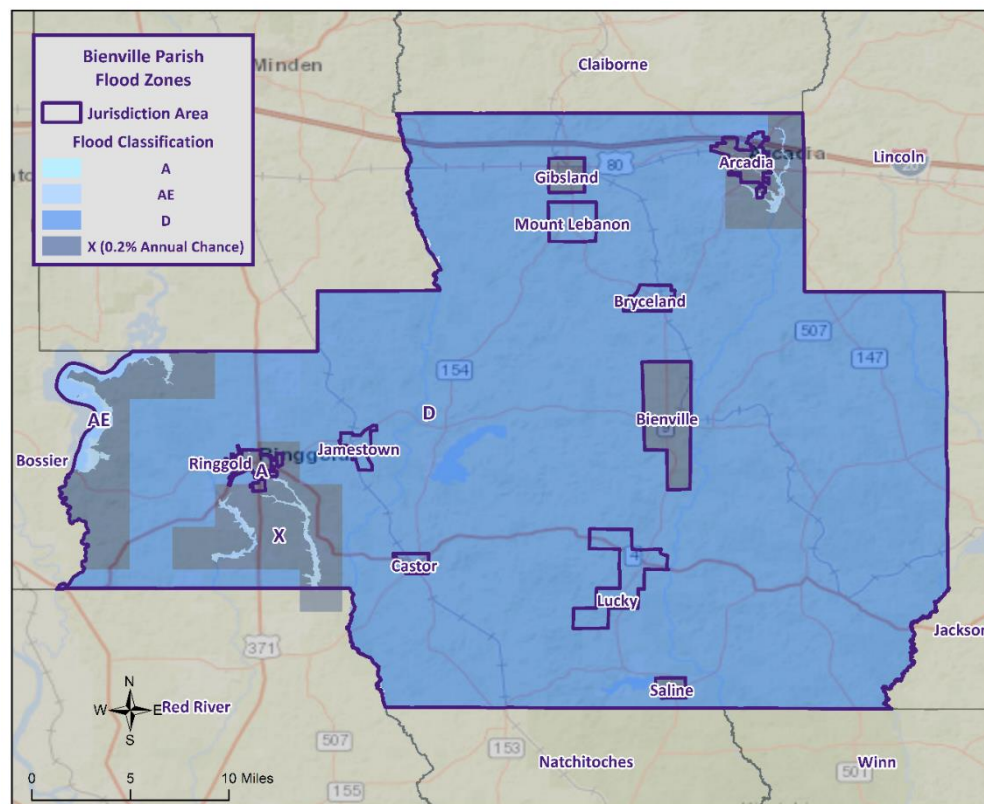 Bienville Parish
Flood Zones
Jurisdiction Area
Flood Classification
A
AE
D
X (0.2% Annual Chance)
Minden
Claiborne
Arcadia
Lincoln
20
Gibsland
80
Mount Lebanon
Bryceland
507
147
154
D
AE
Bienville
Bossier
Ringgold
A
Jamestown
X
Castor
4
Lucky
Jackson
371
Saline
N
W
E
S
Red River
507
153
Natchitoches
Winn
501
155
0
5
10 Miles